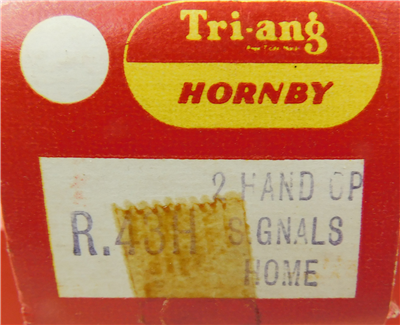 Tri-ang
HORNBY
2 HAND OP
R.43H SIGNALS
HOME